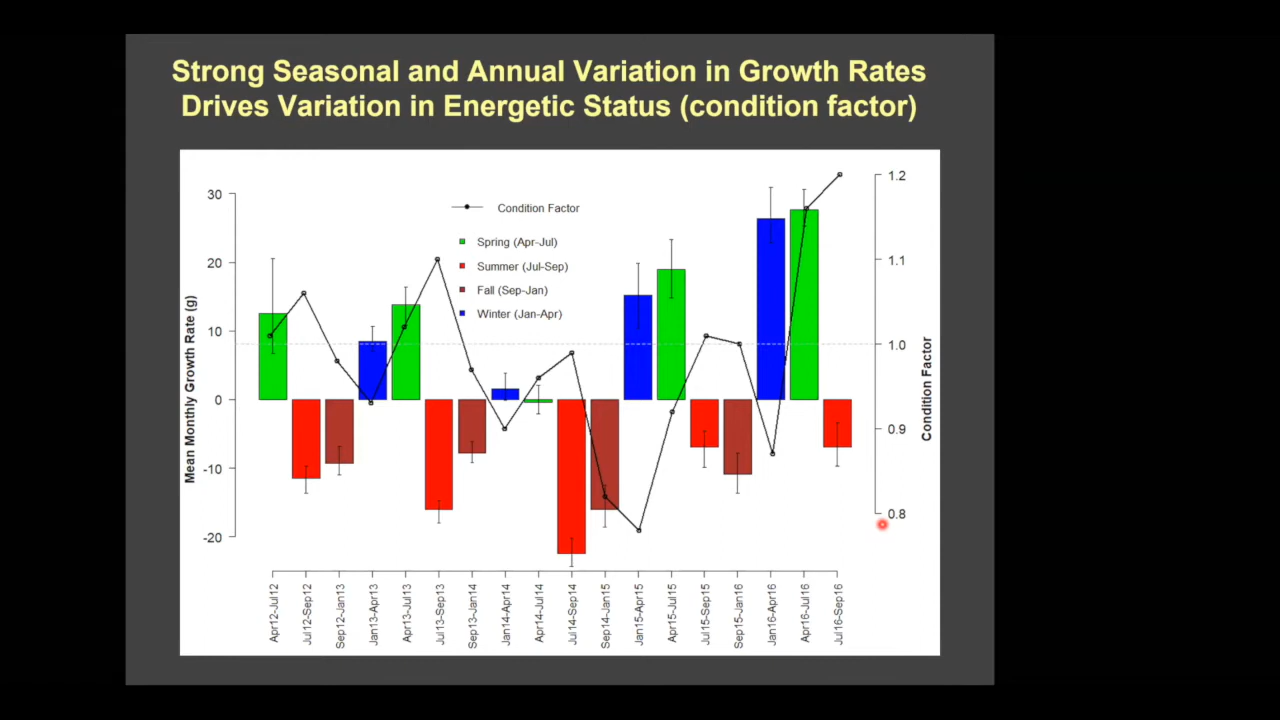 Strong Seasonal and Annual Variation in Growth Rates
Drives Variation in Energetic Status (condition factor)
Condition Factor
Spring (Apr-Jul)
Summer (Jul-Sep)
Fall (Sep-Jan)
Winter (Jan-Apr)
Mean Monthly Growth Rate (g)
30
20
10
0
-10
-20
1.2
1.1
1.0
0.9
0.8
Condition Factor
Apr12-Jul12
Jul12-Sep12
Sep12-Jan13
Jan13-Apr13
Apr13-Jul13
Jul13-Sep13
Sep13-Jan14
Jan14-Apr14
Apr14-Jul14
Jul14-Sep14
Sep14-Jan15
Jan15-Apr15
Apr15-Jul15
Jul15-Sep15
Sep15-Jan16
Jan16-Apr16
Apr16-Jul16
Jul16-Sep16